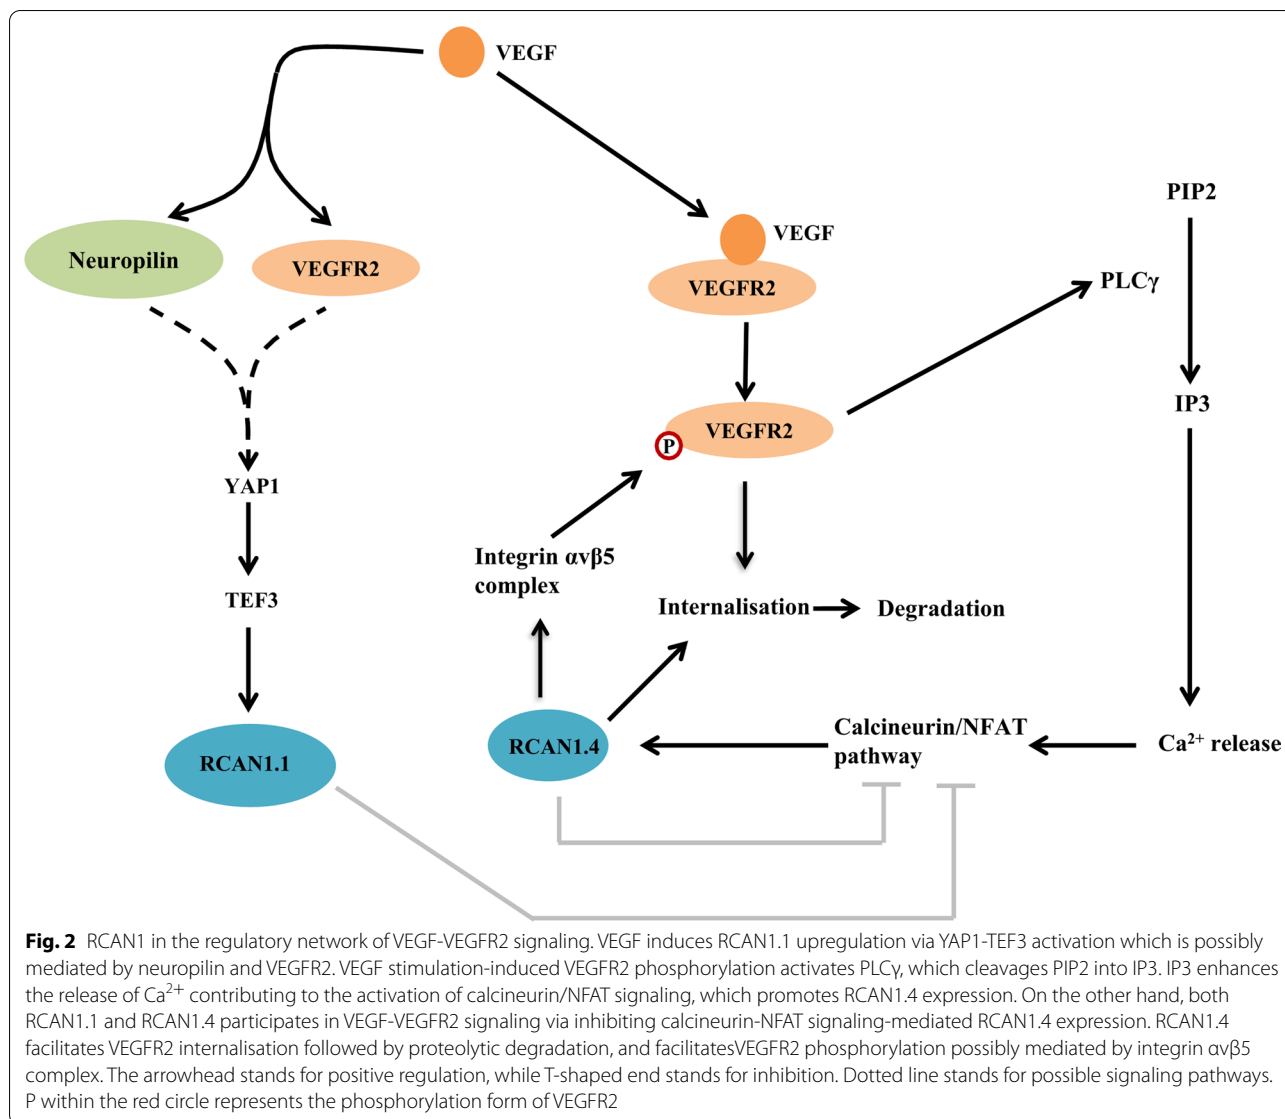 VEGF
VEGF
PIP2
Neuropilin
VEGFR2
VEGFR2
PLCγ
IP3
VEGFR2
P
YAP1
Integrin αvβ5
complex
TEF3
Internalisation
Degradation
RCAN1.1
RCAN1.4
Calcineurin/NFAT
pathway
Ca²⁺ release
Fig. 2 RCAN1 in the regulatory network of VEGF-VEGFR2 signaling. VEGF induces RCAN1.1 upregulation via YAP1-TEF3 activation which is possibly
mediated by neuropilin and VEGFR2. VEGF stimulation-induced VEGFR2 phosphorylation activates PLCγ, which cleavages PIP2 into IP3. IP3 enhances
the release of Ca²⁺ contributing to the activation of calcineurin/NFAT signaling, which promotes RCAN1.4 expression. On the other hand, both
RCAN1.1 and RCAN1.4 participates in VEGF-VEGFR2 signaling via inhibiting calcineurin-NFAT signaling-mediated RCAN1.4 expression. RCAN1.4
facilitates VEGFR2 internalisation followed by proteolytic degradation, and facilitatesVEGFR2 phosphorylation possibly mediated by integrin αvβ5
complex. The arrowhead stands for positive regulation, while T-shaped end stands for inhibition. Dotted line stands for possible signaling pathways.
P within the red circle represents the phosphorylation form of VEGFR2